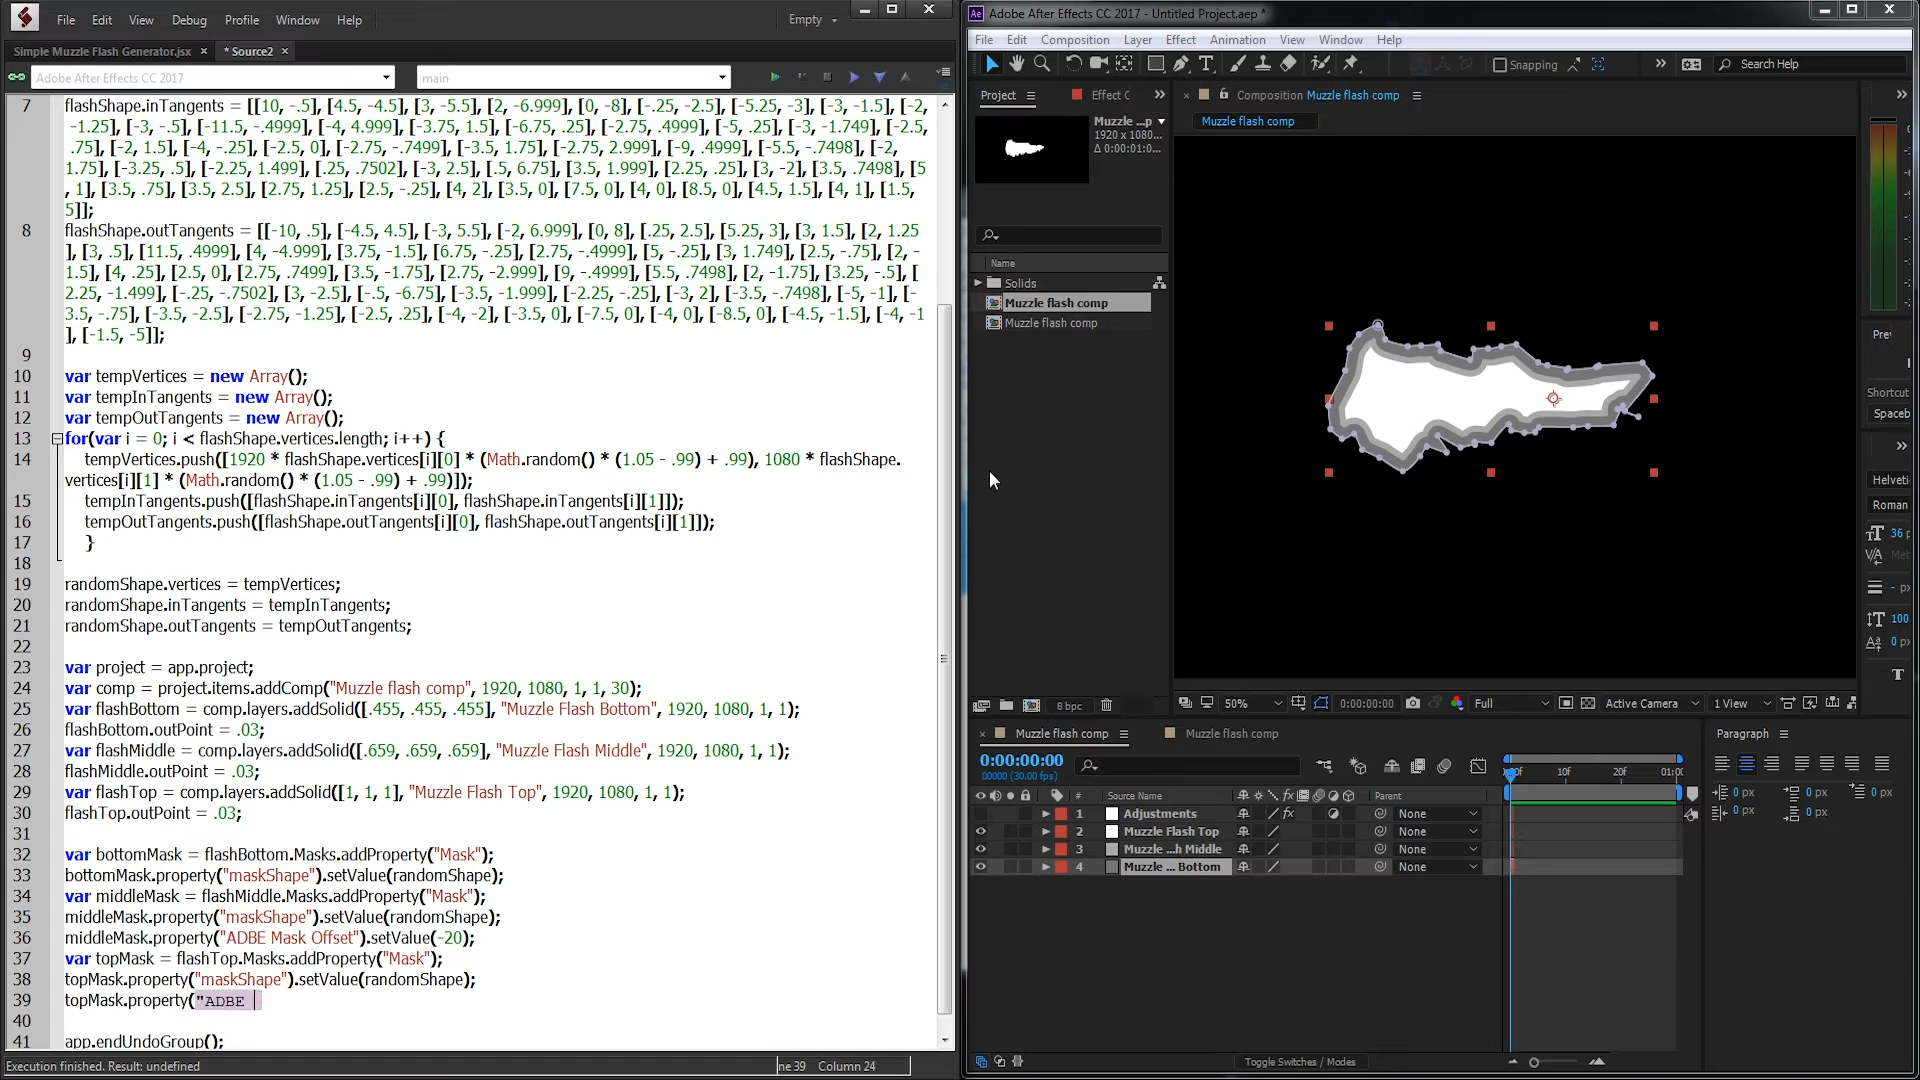 File Edit View Debug Profile Window Help
Empty
Simple Muzzle Flash Generator.jsx × * Source2 ×
Adobe After Effects CC 2017
main
7 flashShape.inTangents = [[10, -.5], [4.5, -4.5], [3, -5.5], [2, -6.999], [0, -8], [-.25, -2.5], [-5.25, -3], [-3, -1.5], [-2,
-1.25], [-3, -.5], [-11.5, -.4999], [-4, 4.999], [-3.75, 1.5], [-6.75, .25], [-2.75, .4999], [-5, .25], [-3, -1.749], [-2.5,
.75], [-2, 1.5], [-4, -.25], [-2.5, 0], [-2.75, -.7499], [-3.5, 1.75], [-2.75, 2.999], [-9, .4999], [-5.5, -.7498], [-2,
1.75], [-3.25, .5], [-2.25, 1.499], [.25, .7502], [-3, 2.5], [.5, 6.75], [3.5, 1.999], [2.25, .25], [3, -2], [3.5, .7498], [5
, 1], [3.5, .75], [3.5, 2.5], [2.75, 1.25], [2.5, -.25], [4, 2], [3.5, 0], [7.5, 0], [4, 0], [8.5, 0], [4.5, 1.5], [4, 1], [1.5,
5]];
8 flashShape.outTangents = [[-10, .5], [-4.5, 4.5], [-3, 5.5], [-2, 6.999], [0, 8], [.25, 2.5], [5.25, 3], [3, 1.5], [2, 1.25
], [3, .5], [11.5, .4999], [4, -4.999], [3.75, -1.5], [6.75, -.25], [2.75, -.4999], [5, -.25], [3, 1.749], [2.5, -.75], [2, -
1.5], [4, .25], [2.5, 0], [2.75, .7499], [3.5, -1.75], [2.75, -2.999], [9, -.4999], [5.5, .7498], [2, -1.75], [3.25, -.5], [
2.25, -1.499], [-.25, -.7502], [3, -2.5], [-.5, -6.75], [-3.5, -1.999], [-2.25, -.25], [-3, 2], [-3.5, -.7498], [-5, -1], [-
3.5, -.75], [-3.5, -2.5], [-2.75, -1.25], [-2.5, .25], [-4, -2], [-3.5, 0], [-7.5, 0], [-4, 0], [-8.5, 0], [-4.5, -1.5], [-4, -1
], [-1.5, -5]];
9
10 var tempVertices = new Array();
11 var tempInTangents = new Array();
12 var tempOutTangents = new Array();
13 for(var i = 0; i < flashShape.vertices.length; i++) {
14 tempVertices.push([1920 * flashShape.vertices[i][0] * (Math.random() * (1.05 - .99) + .99), 1080 * flashShape.
vertices[i][1] * (Math.random() * (1.05 - .99) + .99)]);
15 tempInTangents.push([flashShape.inTangents[i][0], flashShape.inTangents[i][1]]);
16 tempOutTangents.push([flashShape.outTangents[i][0], flashShape.outTangents[i][1]]);
17 }
18
19 randomShape.vertices = tempVertices;
20 randomShape.inTangents = tempInTangents;
21 randomShape.outTangents = tempOutTangents;
22
23 var project = app.project;
24 var comp = project.items.addComp("Muzzle flash comp", 1920, 1080, 1, 1, 30);
25 var flashBottom = comp.layers.addSolid([.455, .455, .455], "Muzzle Flash Bottom", 1920, 1080, 1, 1);
26 flashBottom.outPoint = .03;
27 var flashMiddle = comp.layers.addSolid([.659, .659, .659], "Muzzle Flash Middle", 1920, 1080, 1, 1);
28 flashMiddle.outPoint = .03;
29 var flashTop = comp.layers.addSolid([1, 1, 1], "Muzzle Flash Top", 1920, 1080, 1, 1);
30 flashTop.outPoint = .03;
31
32 var bottomMask = flashBottom.Masks.addProperty("Mask");
33 bottomMask.property("maskShape").setValue(randomShape);
34 var middleMask = flashMiddle.Masks.addProperty("Mask");
35 middleMask.property("maskShape").setValue(randomShape);
36 middleMask.property("ADBE Mask Offset").setValue(-20);
37 var topMask = flashTop.Masks.addProperty("Mask");
38 topMask.property("maskShape").setValue(randomShape);
39 topMask.property("ADBE
40
41 app.endUndoGroup();
Execution finished. Result: undefined
ne 39 Column 24
Ae Adobe After Effects CC 2017 - Untitled Project.aep *
File Edit Composition Layer Effect Animation View Window Help
Snapping
Search Help
Project
Effect C
Composition Muzzle flash comp
Muzzle flash comp
Muzzle ...p
1920 x 1080...
Δ 0:00:01:0...
Name
Solids
Muzzle flash comp
Muzzle flash comp
8 bpc
50%
0:00:00:00
Full
Active Camera
1 View
Pre
Shortcut
Spaceb
Helveti
Roman
36 p
Met
- px
100
0 p
Muzzle flash comp
Muzzle flash comp
0:00:00:00
00000 (30.00 fps)
10f 20f 01:00
# Source Name
fx
Parent
1 Adjustments fx None
2 Muzzle Flash Top None
3 Muzzle ...h Middle None
4 Muzzle ... Bottom None
Toggle Switches / Modes
Paragraph
0 px 0 px 0 px
0 px 0 px